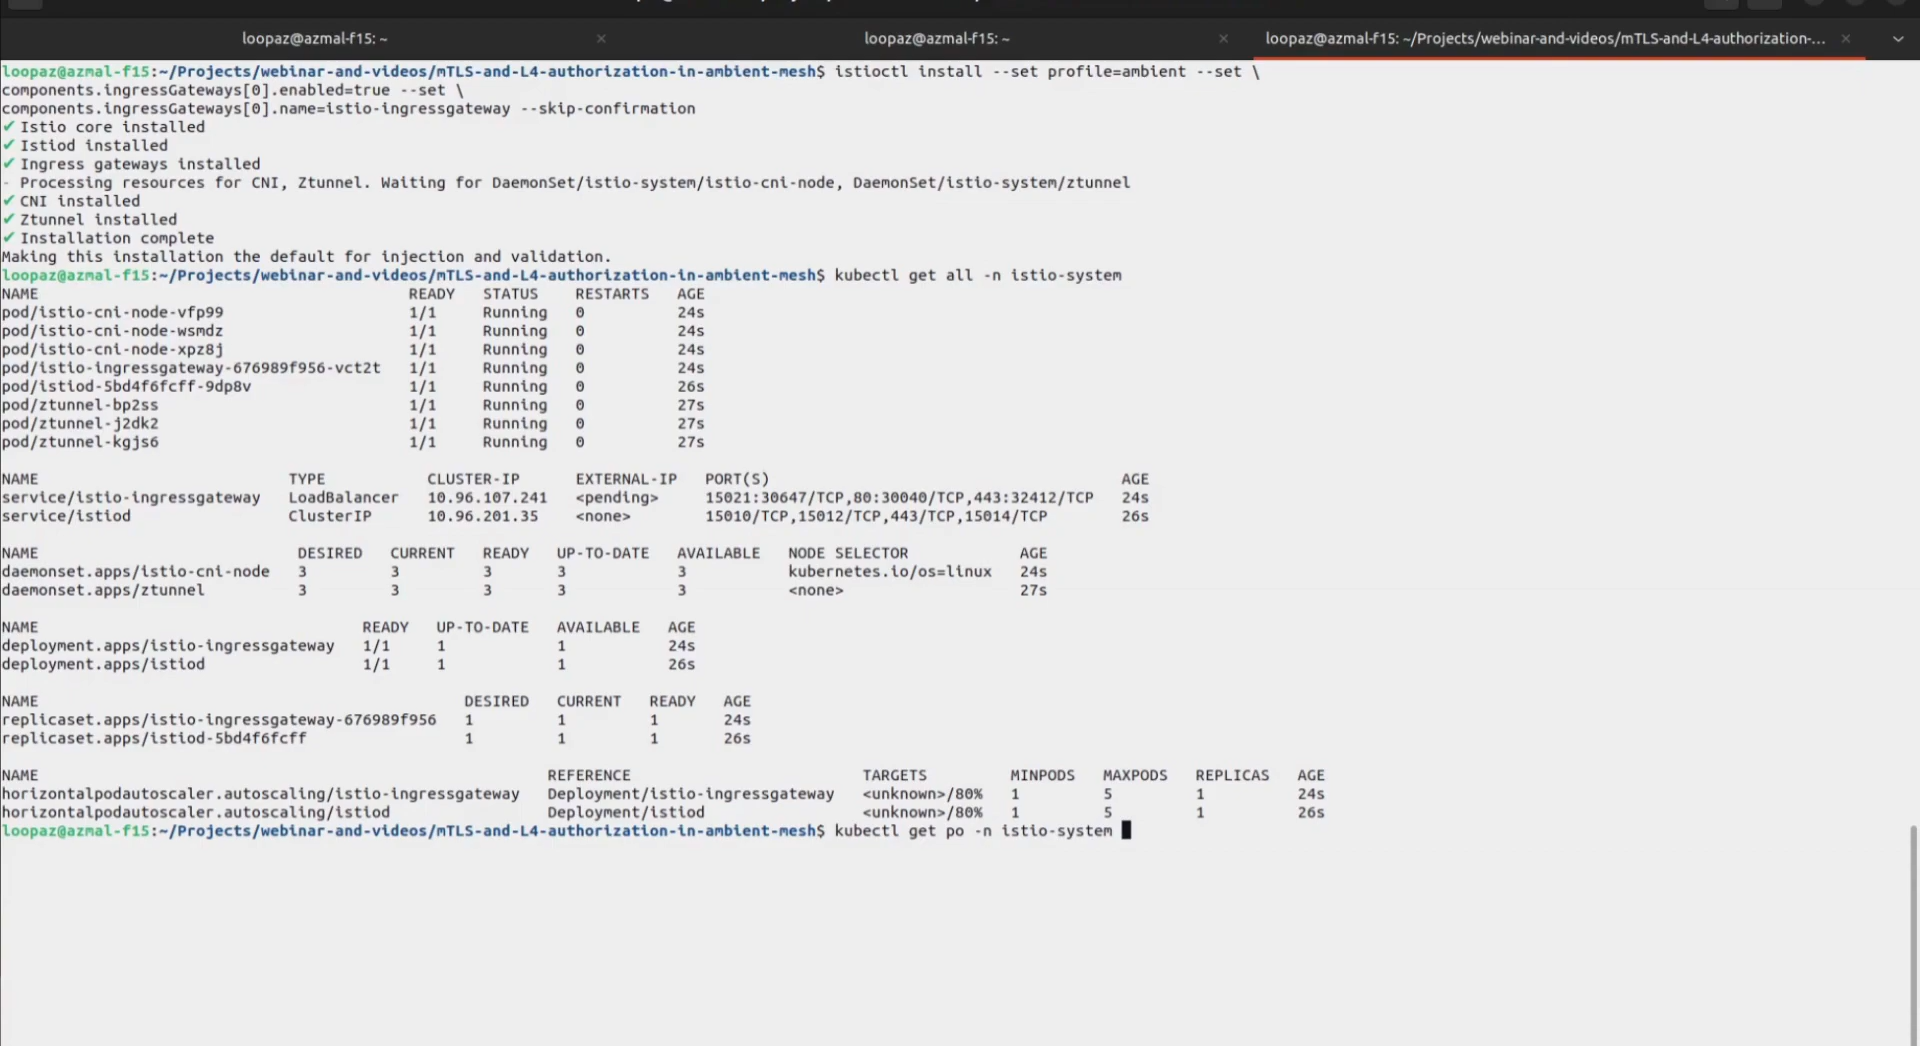 loopaz@azmal-f15: ~ × loopaz@azmal-f15: ~ × loopaz@azmal-f15: ~/Projects/webinar-and-videos/mTLS-and-L4-authorization-... ×
loopaz@azmal-f15:~/Projects/webinar-and-videos/mTLS-and-L4-authorization-in-ambient-mesh$ istioctl install --set profile=ambient --set \
components.ingressGateways[0].enabled=true --set \
components.ingressGateways[0].name=istio-ingressgateway --skip-confirmation
✔ Istio core installed
✔ Istiod installed
✔ Ingress gateways installed
- Processing resources for CNI, Ztunnel. Waiting for DaemonSet/istio-system/istio-cni-node, DaemonSet/istio-system/ztunnel
✔ CNI installed
✔ Ztunnel installed
✔ Installation complete
Making this installation the default for injection and validation.
loopaz@azmal-f15:~/Projects/webinar-and-videos/mTLS-and-L4-authorization-in-ambient-mesh$ kubectl get all -n istio-system
NAME READY STATUS RESTARTS AGE
pod/istio-cni-node-vfp99 1/1 Running 0 24s
pod/istio-cni-node-wsmdz 1/1 Running 0 24s
pod/istio-cni-node-xpz8j 1/1 Running 0 24s
pod/istio-ingressgateway-676989f956-vct2t 1/1 Running 0 24s
pod/istiod-5bd4f6fcff-9dp8v 1/1 Running 0 26s
pod/ztunnel-bp2ss 1/1 Running 0 27s
pod/ztunnel-j2dk2 1/1 Running 0 27s
pod/ztunnel-kgjs6 1/1 Running 0 27s
NAME TYPE CLUSTER-IP EXTERNAL-IP PORT(S) AGE
service/istio-ingressgateway LoadBalancer 10.96.107.241 <pending> 15021:30647/TCP,80:30040/TCP,443:32412/TCP 24s
service/istiod ClusterIP 10.96.201.35 <none> 15010/TCP,15012/TCP,443/TCP,15014/TCP 26s
NAME DESIRED CURRENT READY UP-TO-DATE AVAILABLE NODE SELECTOR AGE
daemonset.apps/istio-cni-node 3 3 3 3 3 kubernetes.io/os=linux 24s
daemonset.apps/ztunnel 3 3 3 3 3 <none> 27s
NAME READY UP-TO-DATE AVAILABLE AGE
deployment.apps/istio-ingressgateway 1/1 1 1 24s
deployment.apps/istiod 1/1 1 1 26s
NAME DESIRED CURRENT READY AGE
replicaset.apps/istio-ingressgateway-676989f956 1 1 1 24s
replicaset.apps/istiod-5bd4f6fcff 1 1 1 26s
NAME REFERENCE TARGETS MINPODS MAXPODS REPLICAS AGE
horizontalpodautoscaler.autoscaling/istio-ingressgateway Deployment/istio-ingressgateway <unknown>/80% 1 5 1 24s
horizontalpodautoscaler.autoscaling/istiod Deployment/istiod <unknown>/80% 1 5 1 26s
loopaz@azmal-f15:~/Projects/webinar-and-videos/mTLS-and-L4-authorization-in-ambient-mesh$ kubectl get po -n istio-system